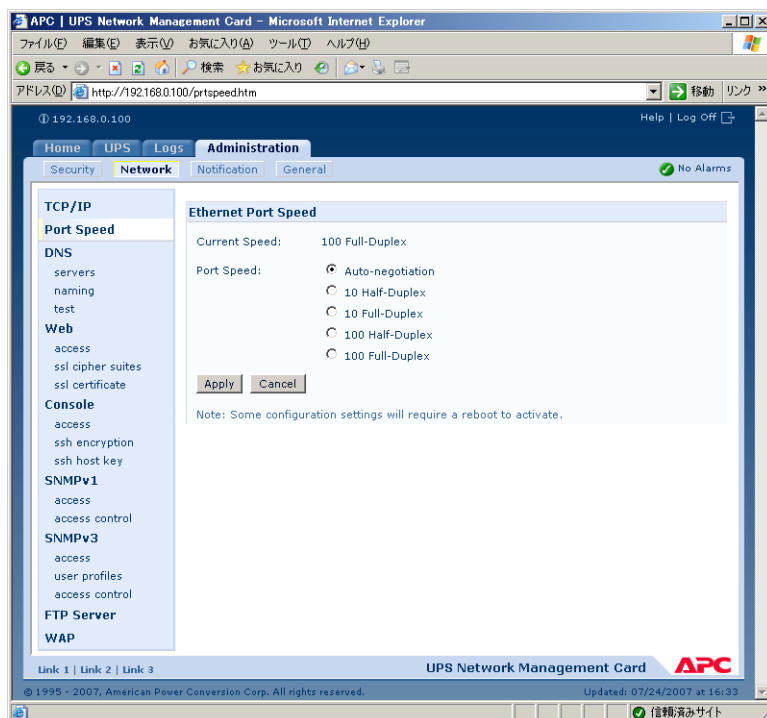 APC | UPS Network Management Card - Microsoft Internet Explorer
ファイル(F) 編集(E) 表示(V) お気に入り(A) ツール(T) ヘルプ(H)
戻る 検索 お気に入り
アドレス(D) http://192.168.0.100/prtspeed.htm 移動 リンク »
192.168.0.100 Help | Log Off
Home UPS Logs Administration
Security Network Notification General No Alarms
TCP/IP
Port Speed
DNS
servers
naming
test
Web
access
ssl cipher suites
ssl certificate
Console
access
ssh encryption
ssh host key
SNMPv1
access
access control
SNMPv3
access
user profiles
access control
FTP Server
WAP
Ethernet Port Speed
Current Speed: 100 Full-Duplex
Port Speed: Auto-negotiation
10 Half-Duplex
10 Full-Duplex
100 Half-Duplex
100 Full-Duplex
Apply Cancel
Note: Some configuration settings will require a reboot to activate.
Link 1 | Link 2 | Link 3 UPS Network Management Card APC
© 1995 - 2007, American Power Conversion Corp. All rights reserved. Updated: 07/24/2007 at 16:33
信頼済みサイト